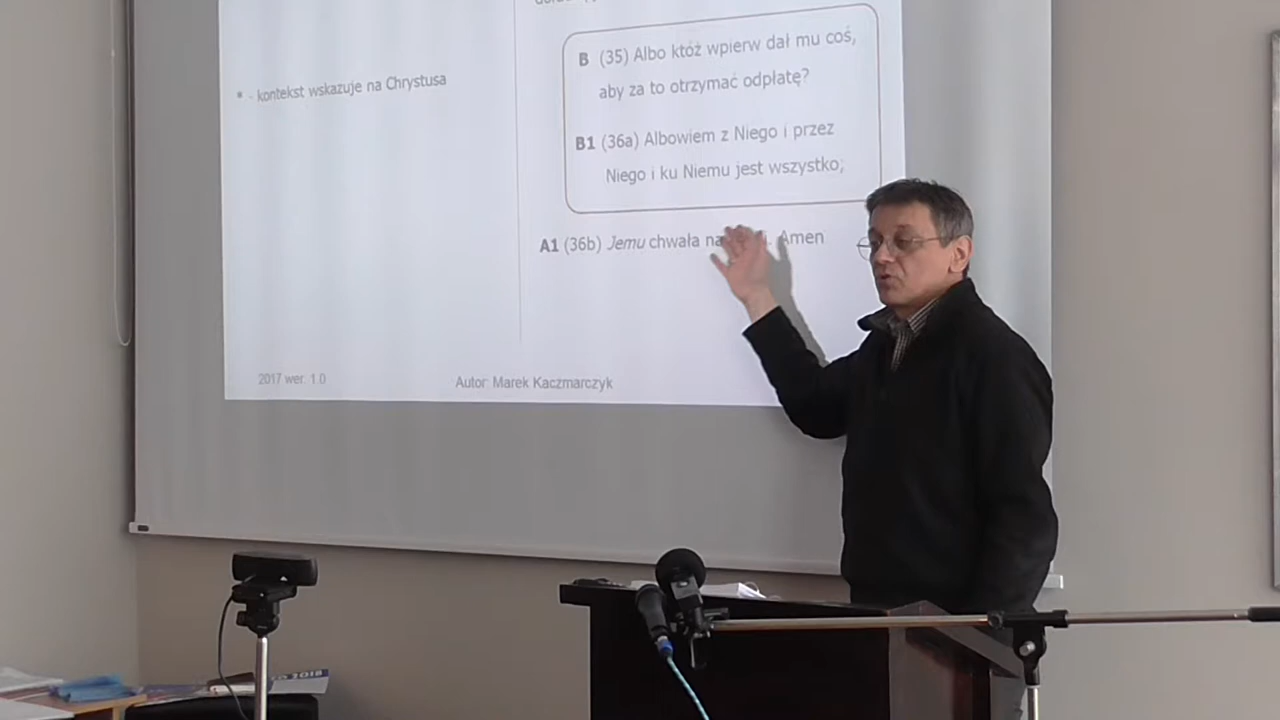 * - kontekst wskazuje na Chrystusa
B (35) Albo któż wpierw dał mu coś,
aby za to otrzymać odpłatę?
B1 (36a) Albowiem z Niego i przez
Niego i ku Niemu jest wszystko;
A1 (36b) Jemu chwała na Amen
2017 wer. 1.0
Autor: Marek Kaczmarczyk
2018